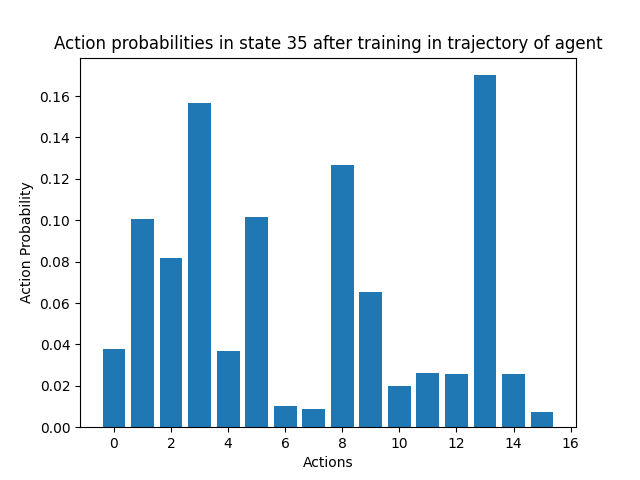 Action probabilities in state 35 after training in trajectory of agent
0.16
0.14
0.12
0.10
0.08
0.06
0.04
0.02
0.00
Action Probability
0 2 4 6 8 10 12 14 16
Actions